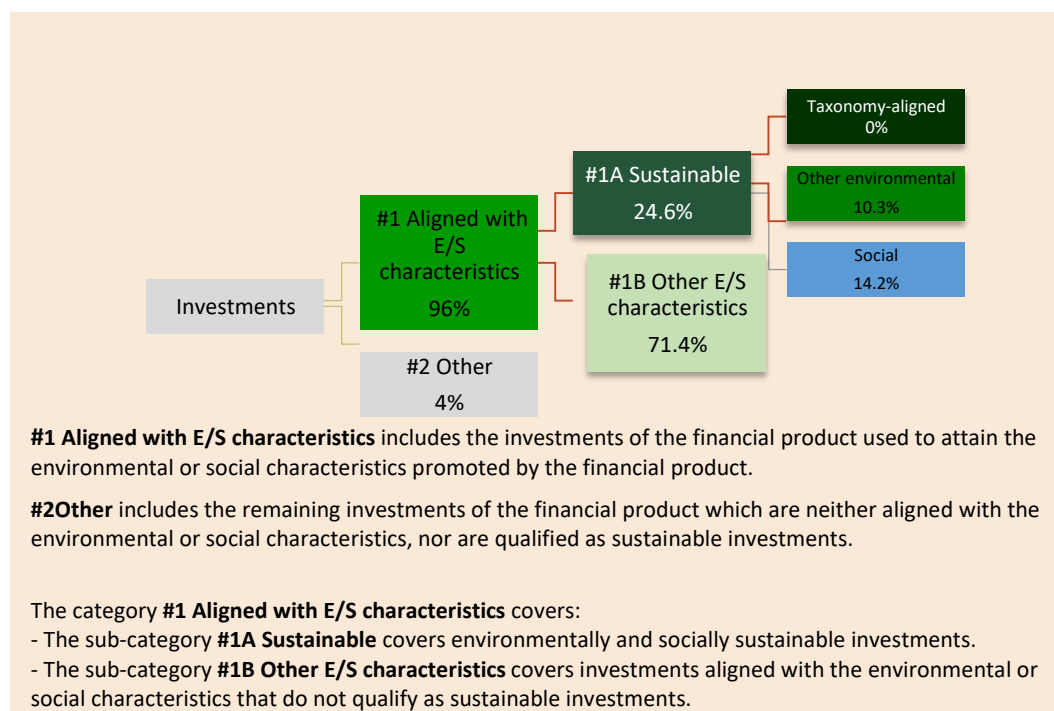 Taxonomy-aligned
0%
#1A Sustainable
24.6%
Other environmental
10.3%
#1 Aligned with
E/S
characteristics
96%
Social
14.2%
#1B Other E/S
characteristics
71.4%
Investments
#2 Other
4%
#1 Aligned with E/S characteristics includes the investments of the financial product used to attain the
environmental or social characteristics promoted by the financial product.
#2Other includes the remaining investments of the financial product which are neither aligned with the
environmental or social characteristics, nor are qualified as sustainable investments.
The category #1 Aligned with E/S characteristics covers:
- The sub-category #1A Sustainable covers environmentally and socially sustainable investments.
- The sub-category #1B Other E/S characteristics covers investments aligned with the environmental or
social characteristics that do not qualify as sustainable investments.